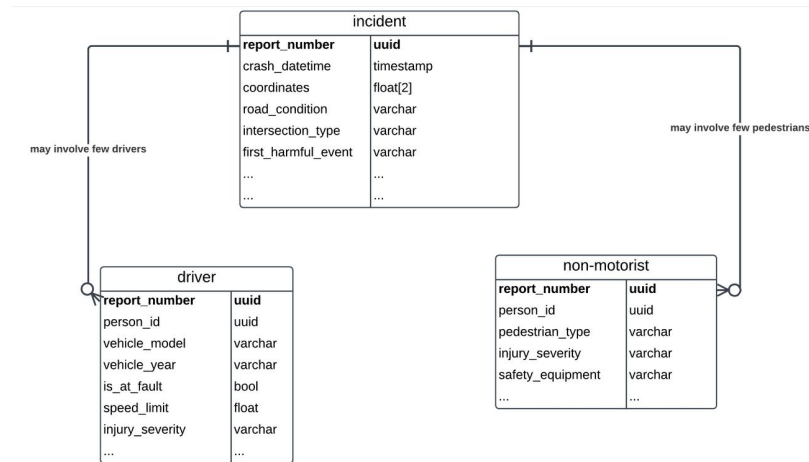 incident
report_number uuid
crash_datetime timestamp
coordinates float[2]
road_condition varchar
intersection_type varchar
first_harmful_event varchar
... ...
... ...
may involve few drivers
may involve few pedestrians
driver
report_number uuid
person_id uuid
vehicle_model varchar
vehicle_year varchar
is_at_fault bool
speed_limit float
injury_severity varchar
... ...
non-motorist
report_number uuid
person_id uuid
pedestrian_type varchar
injury_severity varchar
safety_equipment varchar
... ...